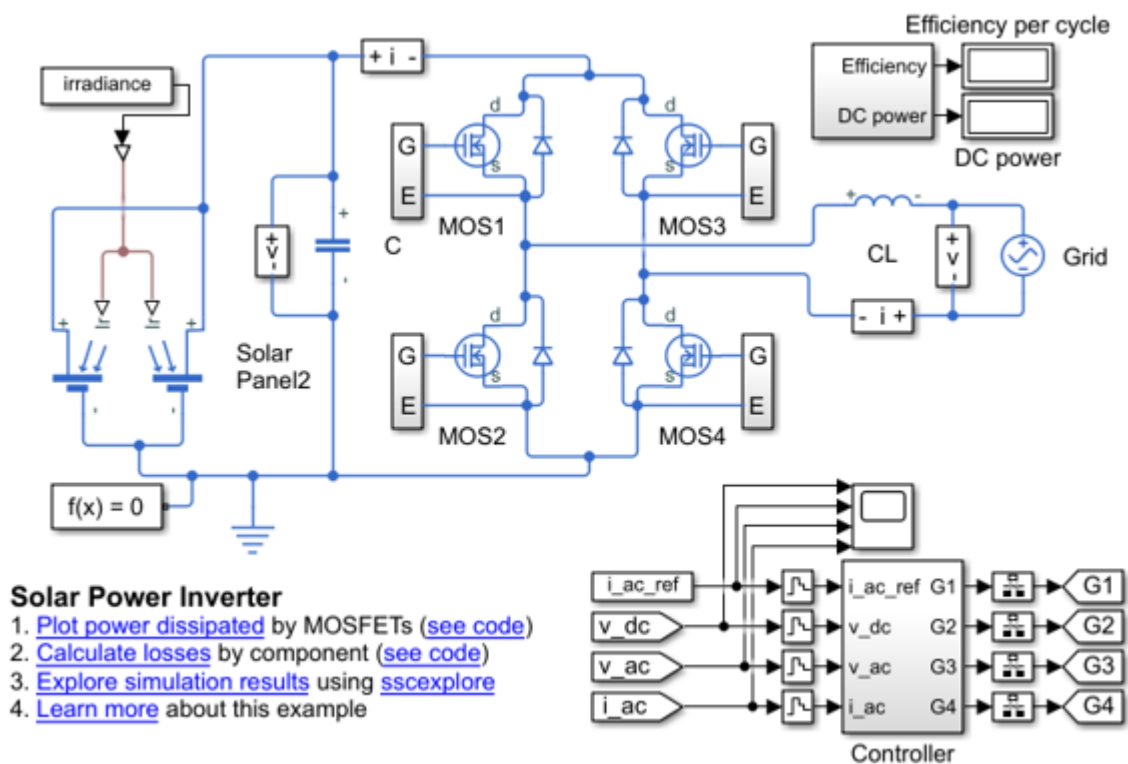 Efficiency per cycle
irradiance
+ i -
Efficiency
DC power
DC power
d
d
G
G
s
s
E
E
MOS1
MOS3
+
-
+
+ v -
C
+ v -
CL
+ v -
Grid
-
- i +
Ir
Ir
+
+
d
d
G
G
s
s
Solar
Panel2
E
E
-
-
MOS2
MOS4
f(x) = 0
Solar Power Inverter
1. Plot power dissipated by MOSFETs (see code)
2. Calculate losses by component (see code)
3. Explore simulation results using sscexplore
4. Learn more about this example
i_ac_ref
i_ac_ref G1
G1
v_dc
v_dc G2
G2
v_ac
v_ac G3
G3
i_ac
i_ac G4
G4
Controller